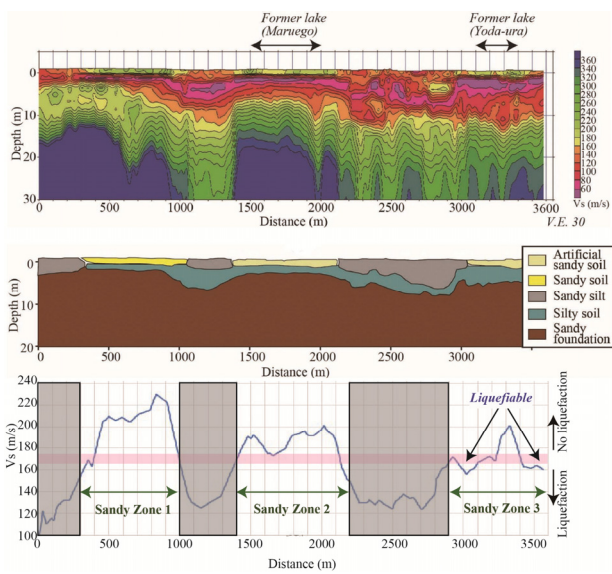 Former lake
(Maruego)
Former lake
(Yoda-ura)
0
10
20
30
Depth (m)
0 500 1000 1500 2000 2500 3000 3600
Distance (m)
V.E. 30
360
340
320
300
280
260
240
220
200
180
160
140
120
100
80
60
Vs (m/s)
0
10
20
Depth (m)
0 500 1000 1500 2000 2500 3000
Distance (m)
Artificial
sandy soil
Sandy soil
Sandy silt
Silty soil
Sandy
foundation
240
220
200
180
160
140
120
100
Vs (m/s)
Liquefiable
No liquefaction
Liquefaction
Sandy Zone 1 Sandy Zone 2 Sandy Zone 3
0 500 1000 1500 2000 2500 3000 3500
Distance (m)